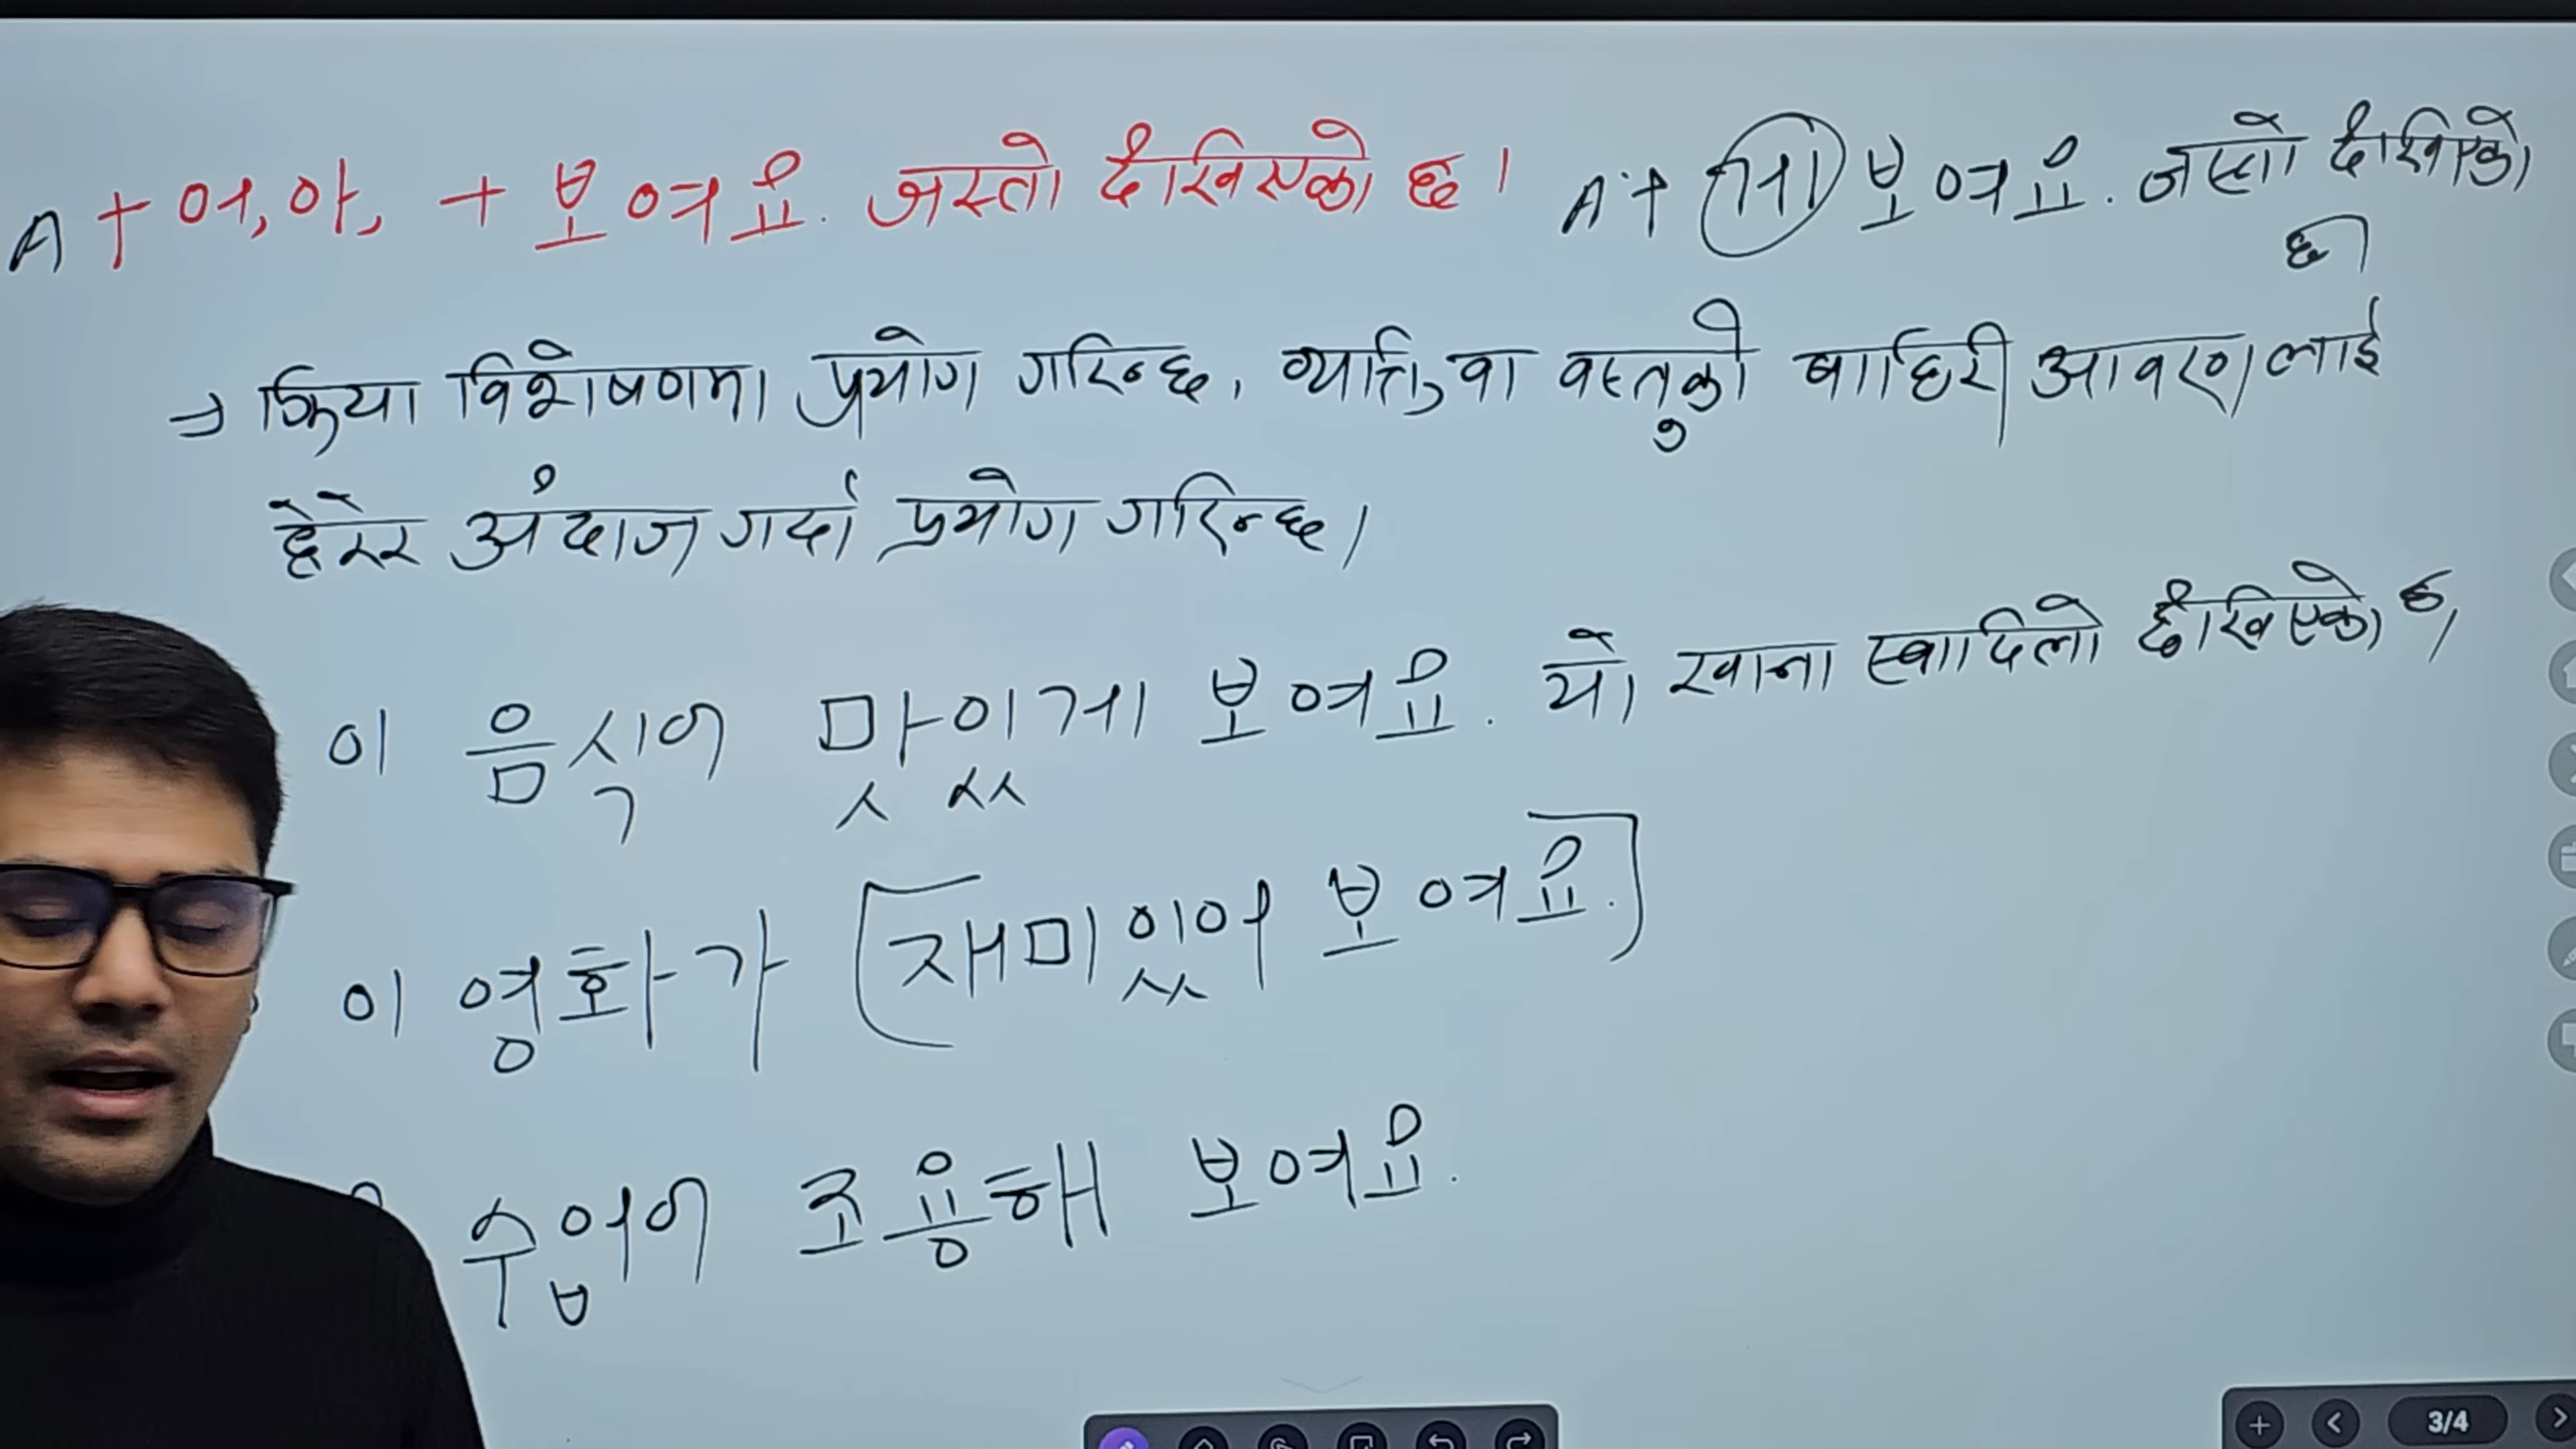 A + 어,아, + 보여요. जस्तो देखिएको छ। A + 게 보여요. जस्तो देखिएको
छ।
→ क्रिया विशेषणमा प्रयोग गरिन्छ, व्यक्ति वा वस्तुको बाहिरी आवरणलाई
हेरेर अंदाज गर्दा प्रयोग गरिन्छ।
이 음식이 맛있게 보여요. यो खाना स्वादिलो देखिएको छ,
이 영화가 [재미있어 보여요.]
수업이 조용해 보여요.
3/4